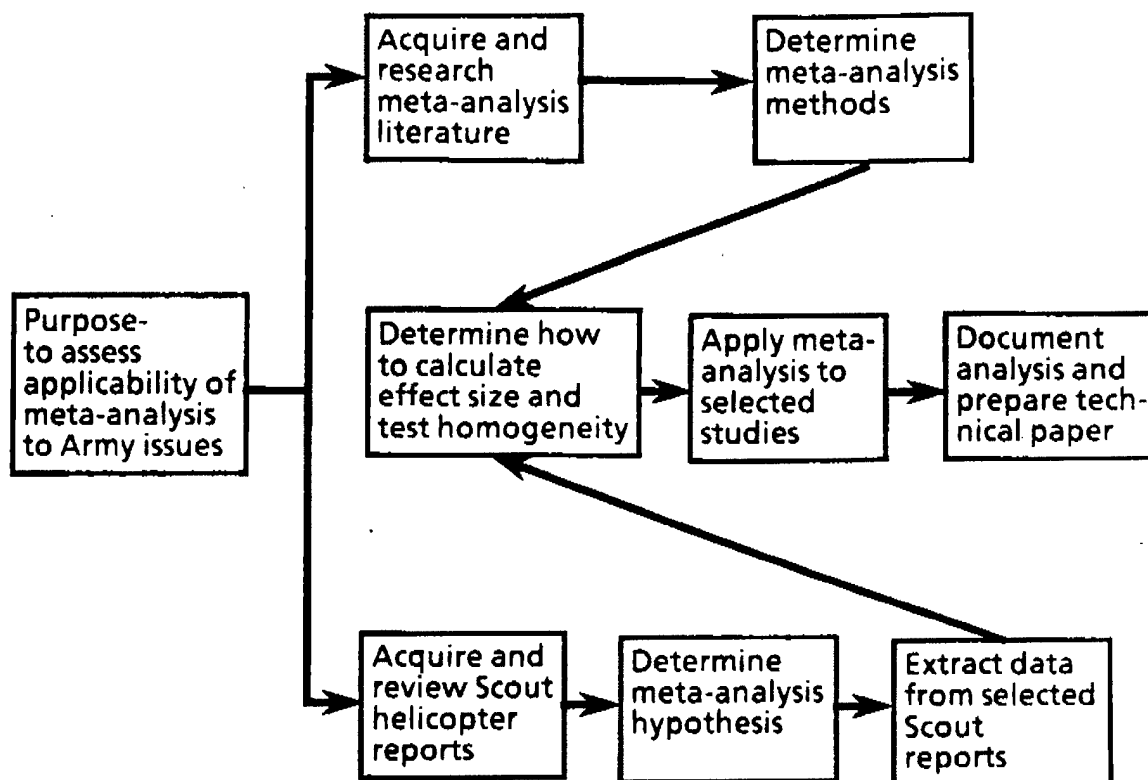 Acquire and
research
meta-analysis
literature
Determine
meta-analysis
methods
Purpose-
to assess
applicability of
meta-analysis
to Army issues
Determine how
to calculate
effect size and
test homogeneity
Apply meta-
analysis to
selected
studies
Document
analysis and
prepare tech-
nical paper
Acquire and
review Scout
helicopter
reports
Determine
meta-analysis
hypothesis
Extract data
from selected
Scout
reports